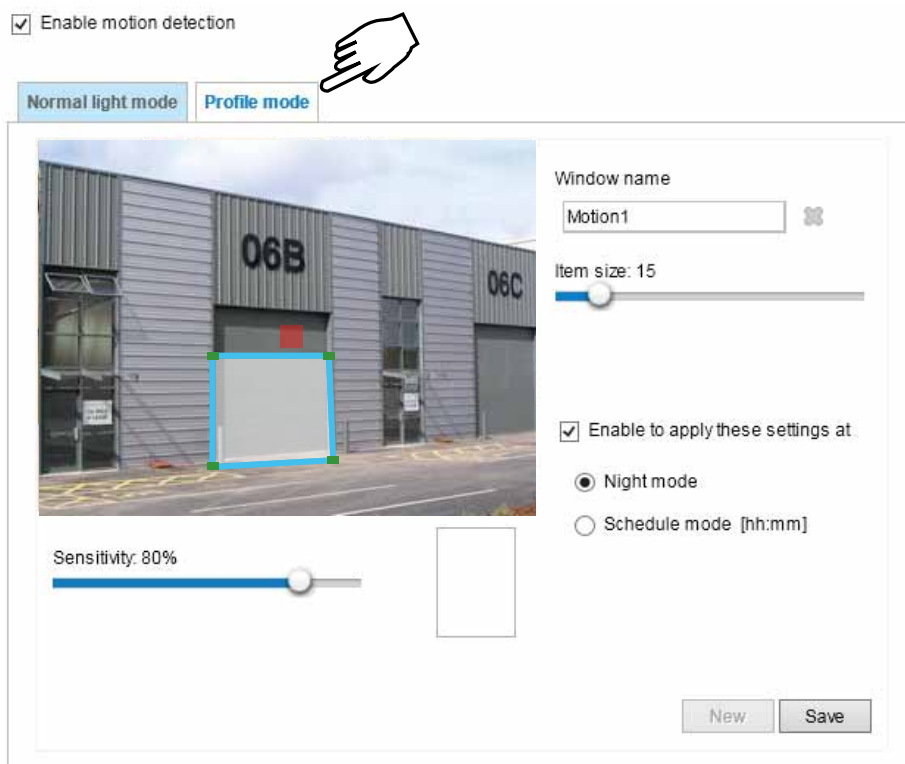 Enable motion detection
Normal light mode
Profile mode
06B
06C
Window name
Motion1
Item size: 15
Enable to apply these settings at
Night mode
Schedule mode [hh:mm]
Sensitivity: 80%
New
Save